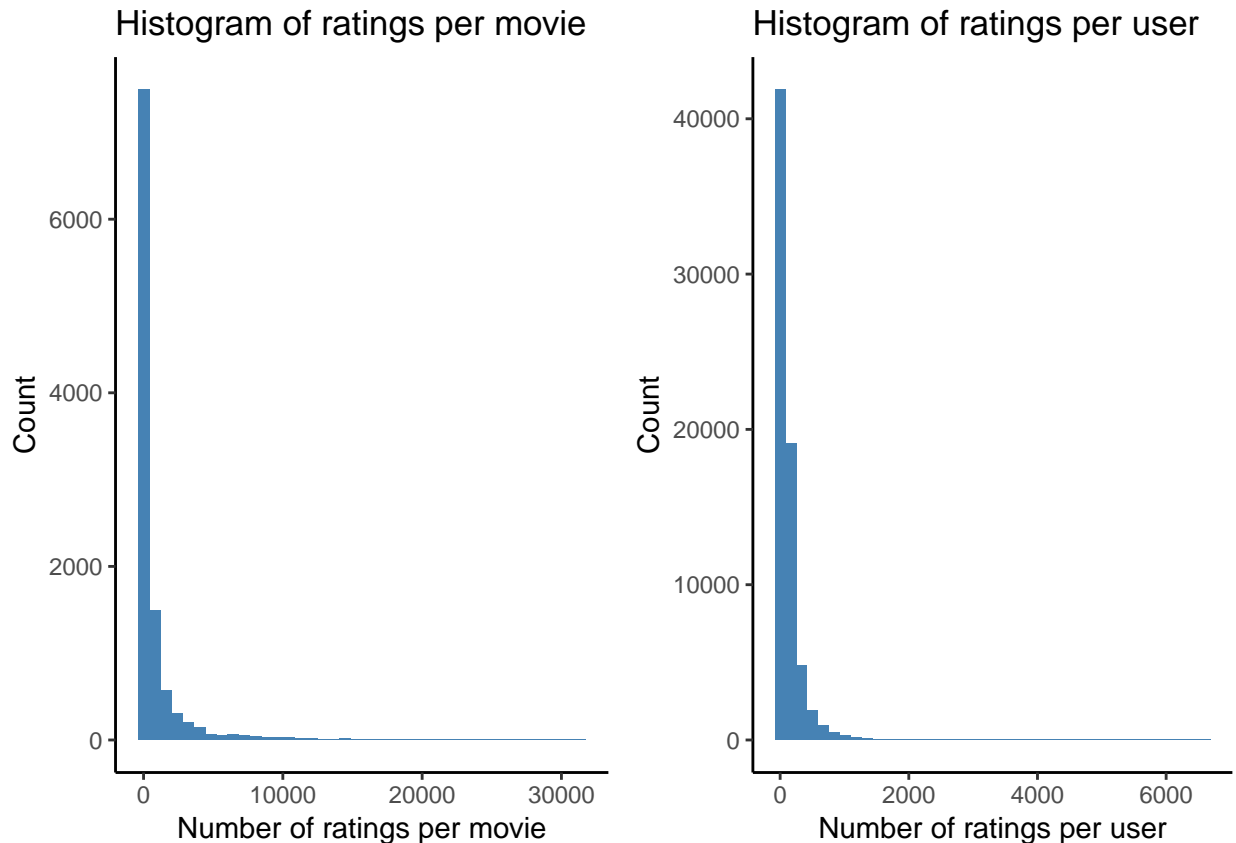 Histogram of ratings per movie
6000
4000
2000
0
Count
0 10000 20000 30000
Number of ratings per movie
Histogram of ratings per user
40000
30000
20000
10000
0
Count
0 2000 4000 6000
Number of ratings per user